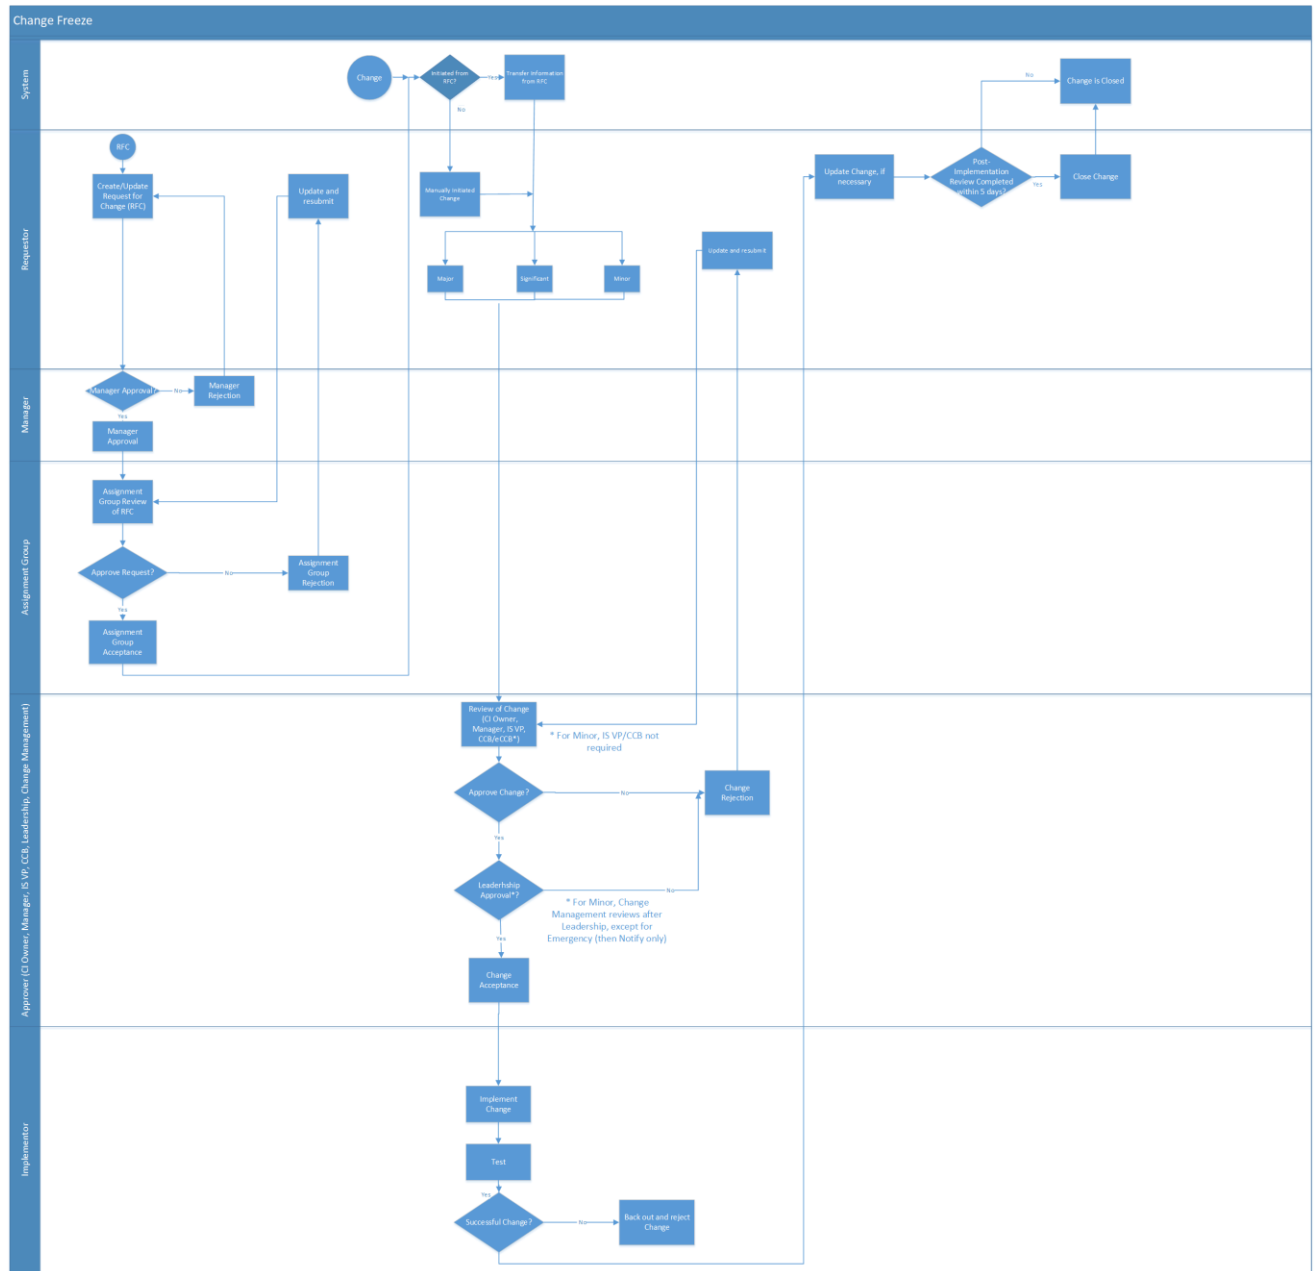 Change Freeze
System
Change
Initiated from
RFC?
Yes
Transfer Information
from RFC
No
No
Change is Closed
Requestor
RFC
Create/Update
Request for
Change (RFC)
Update and
resubmit
Manually Initiated
Change
Update Change, if
necessary
Post-
Implementation
Review Completed
within 5 days?
Yes
Close Change
Update and resubmit
Major
Significant
Minor
Manager
Manager Approval?
No
Manager
Rejection
Yes
Manager
Approval
Assignment Group
Assignment
Group Review
of RFC
Approve Request?
No
Assignment
Group
Rejection
Yes
Assignment
Group
Acceptance
Approver (CI Owner, Manager, IS VP, CCB, Leadership, Change Management)
Review of Change
(CI Owner,
Manager, IS VP,
CCB/eCCB*)
* For Minor, IS VP/CCB not
required
Approve Change?
No
Change
Rejection
Yes
Leaderhship
Approval*?
No
* For Minor, Change
Management reviews after
Leadership, except for
Emergency (then Notify only)
Yes
Change
Acceptance
Implementor
Implement
Change
Test
Yes
Successful Change?
No
Back out and reject
Change